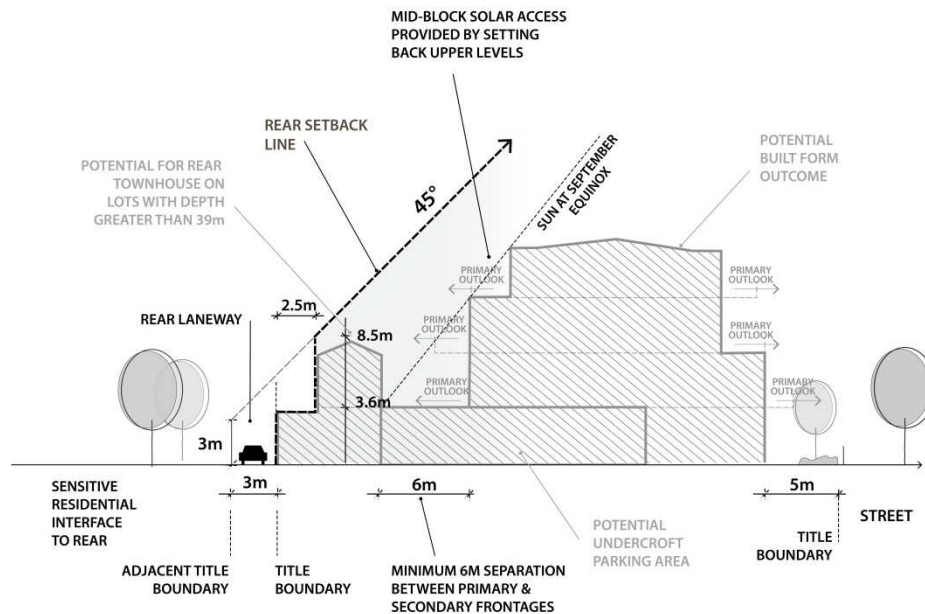 MID-BLOCK SOLAR ACCESS
PROVIDED BY SETTING
BACK UPPER LEVELS
REAR SETBACK
LINE
POTENTIAL FOR REAR
TOWNHOUSE ON
LOTS WITH DEPTH
GREATER THAN 39m
45°
SUN AT SEPTEMBER
EQUINOX
POTENTIAL
BUILT FORM
OUTCOME
PRIMARY
OUTLOOK
PRIMARY
OUTLOOK
2.5m
REAR LANEWAY
8.5m
PRIMARY
OUTLOOK
PRIMARY
OUTLOOK
3.6m
PRIMARY
OUTLOOK
PRIMARY
OUTLOOK
3m
3m
6m
5m
STREET
SENSITIVE
RESIDENTIAL
INTERFACE
TO REAR
POTENTIAL
UNDERCROFT
PARKING AREA
TITLE
BOUNDARY
ADJACENT TITLE
BOUNDARY
TITLE
BOUNDARY
MINIMUM 6M SEPARATION
BETWEEN PRIMARY &
SECONDARY FRONTAGES